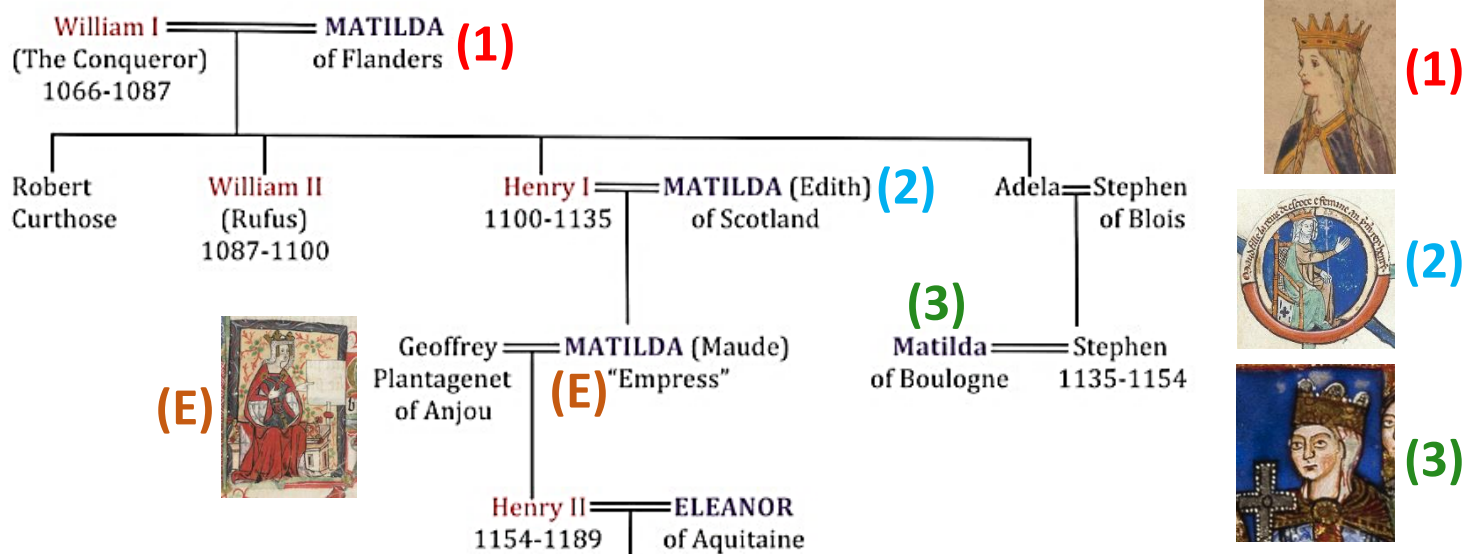 William I
(The Conqueror)
1066-1087
MATILDA
of Flanders
(1)
(1)
Robert
Curthose
William II
(Rufus)
1087-1100
Henry I
1100-1135
MATILDA (Edith)
of Scotland
(2)
Adela
Stephen
of Blois
(2)
(E)
Geoffrey
Plantagenet
of Anjou
MATILDA (Maude)
"Empress"
(E)
(3)
Matilda
of Boulogne
Stephen
1135-1154
(3)
Henry II
1154-1189
ELEANOR
of Aquitaine